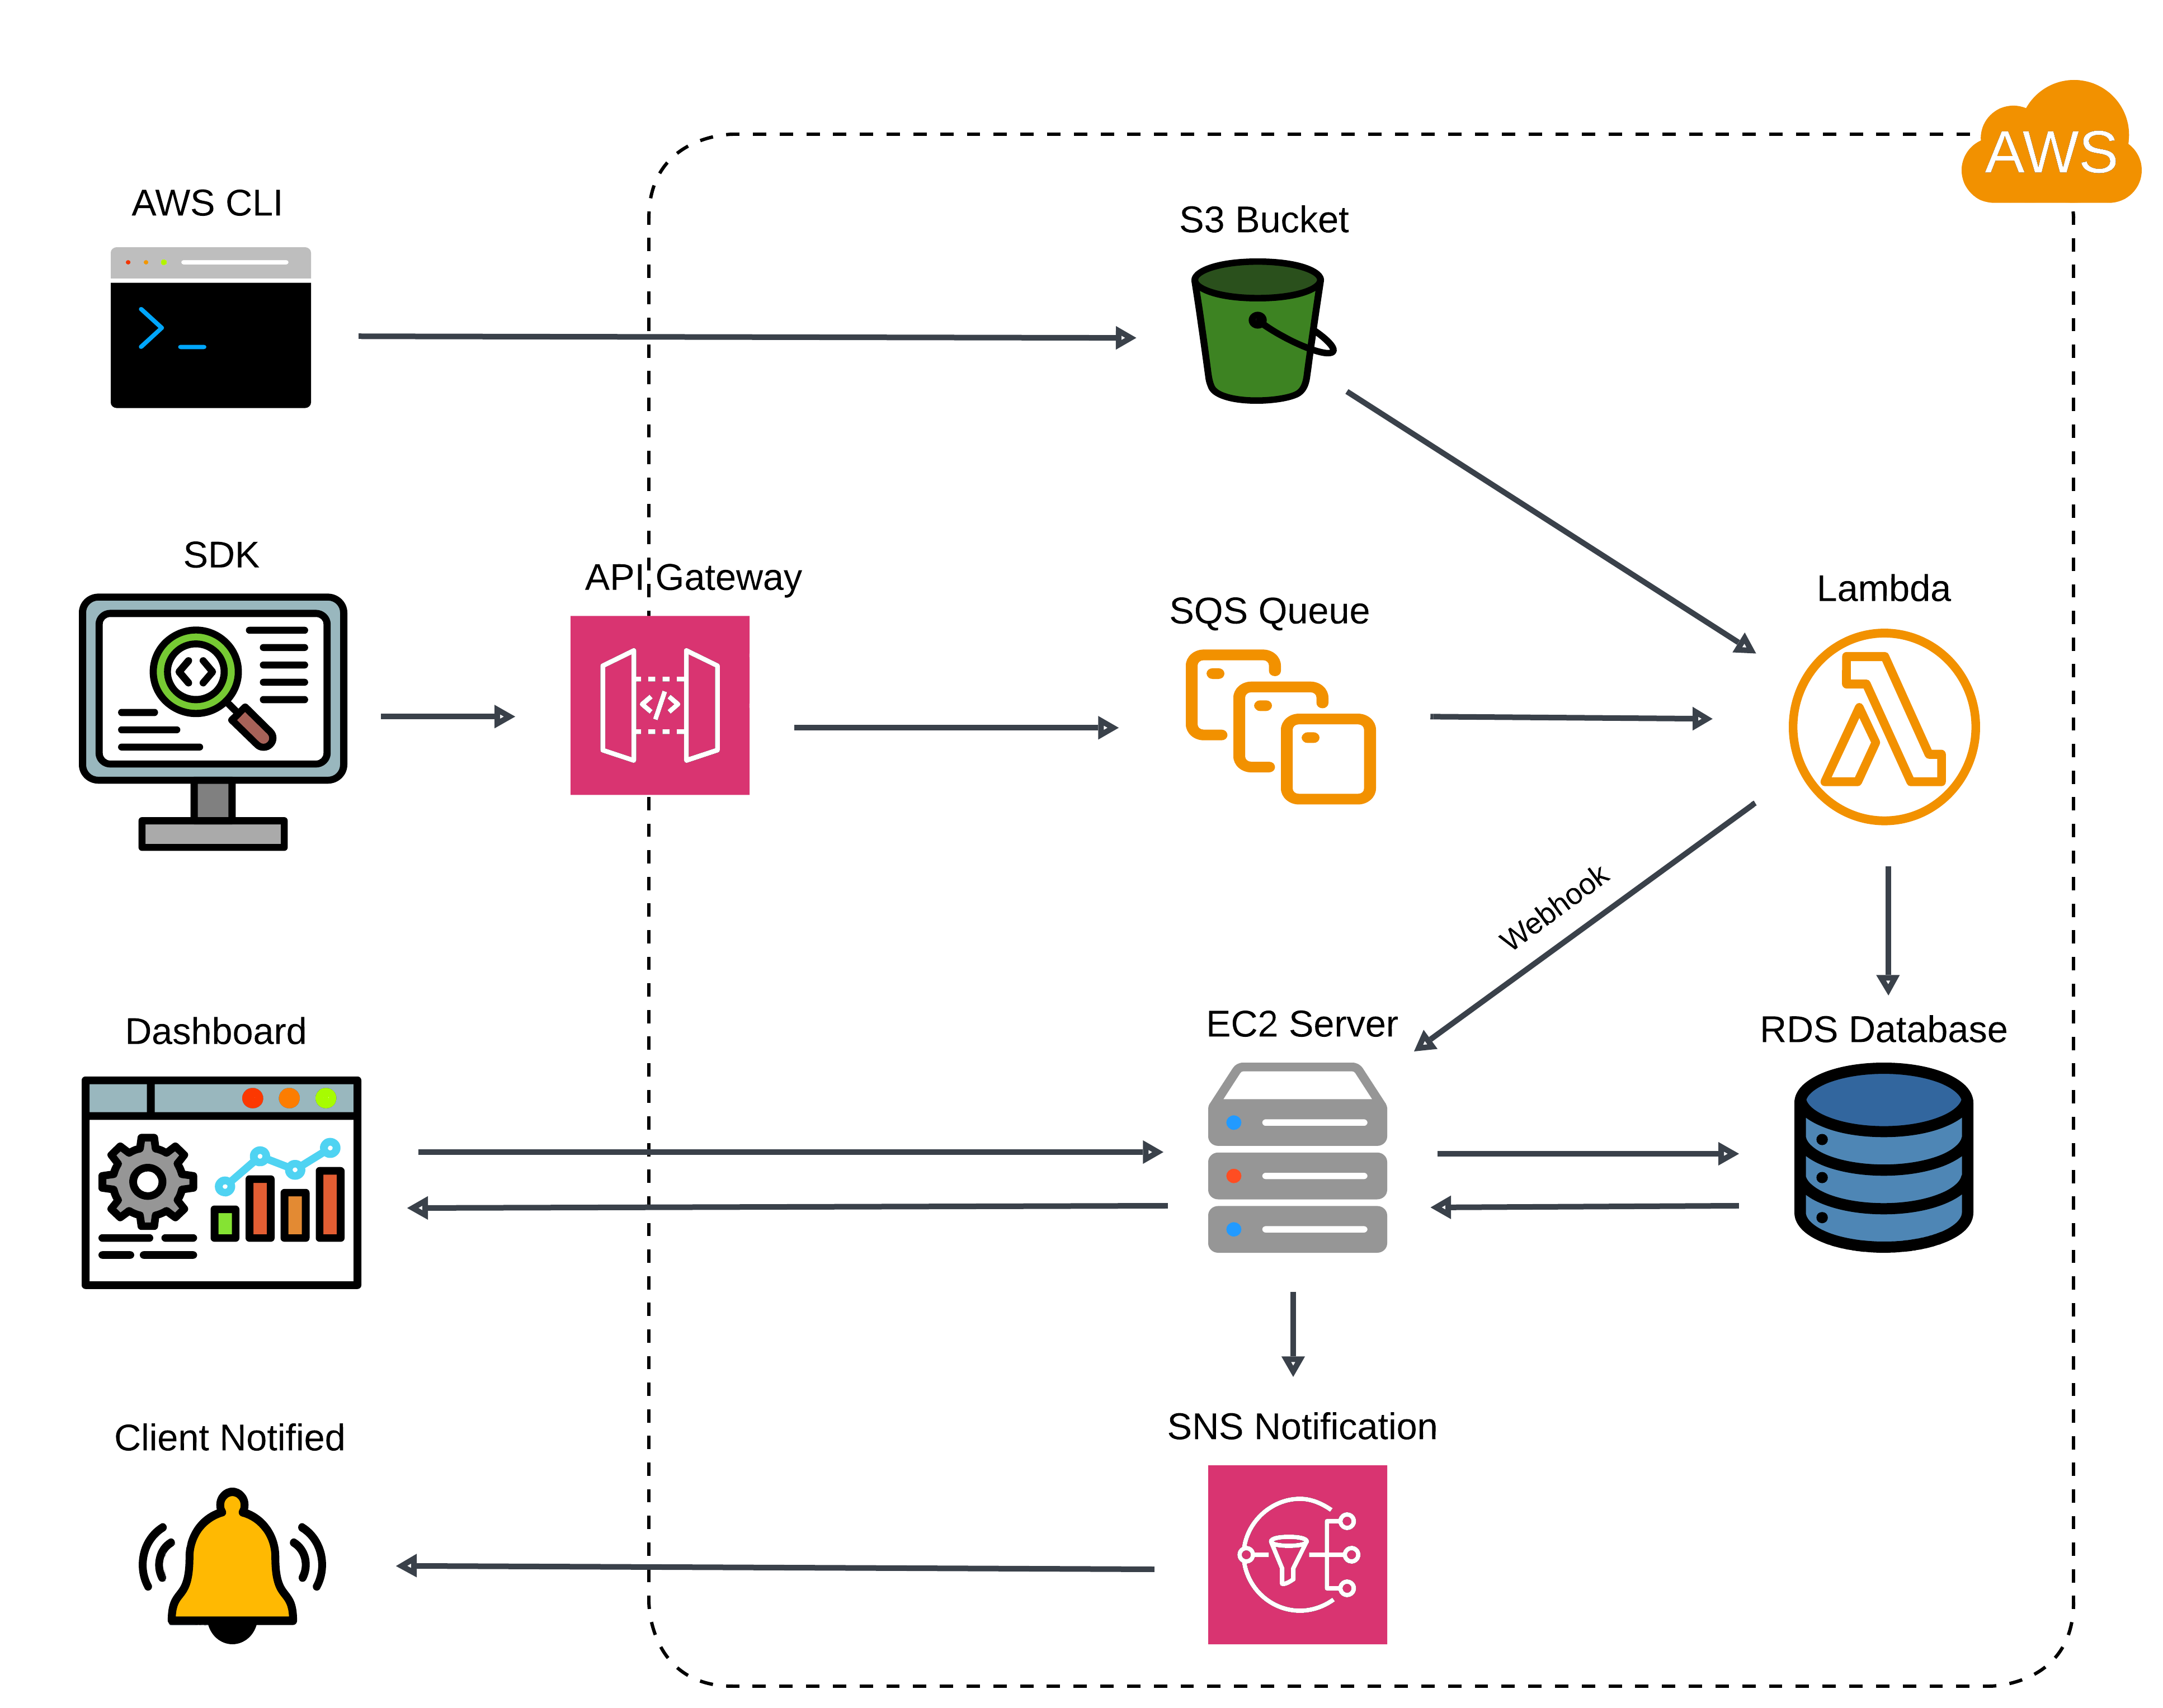 AWS
AWS CLI
S3 Bucket
SDK
API Gateway
SQS Queue
Lambda
Webhook
Dashboard
EC2 Server
RDS Database
Client Notified
SNS Notification